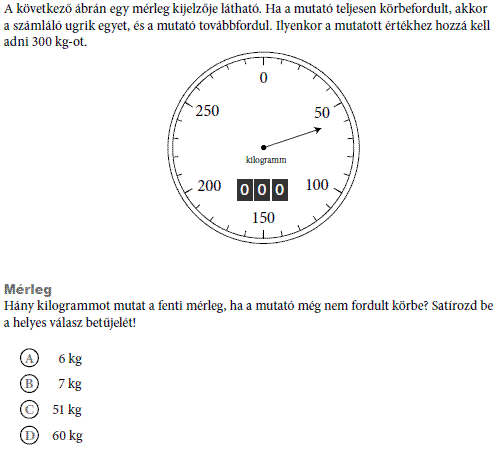 A következő ábrán egy mérleg kijelzője látható. Ha a mutató teljesen körbefordult, akkor
a számláló ugrik egyet, és a mutató továbbfordul. Ilyenkor a mutatott értékhez hozzá kell
adni 300 kg-ot.
0
250
50
kilogramm
200
000
100
150
Mérleg
Hány kilogrammot mutat a fenti mérleg, ha a mutató még nem fordult körbe? Satírozd be
a helyes válasz betűjelét!
A 6 kg
B 7 kg
C 51 kg
D 60 kg